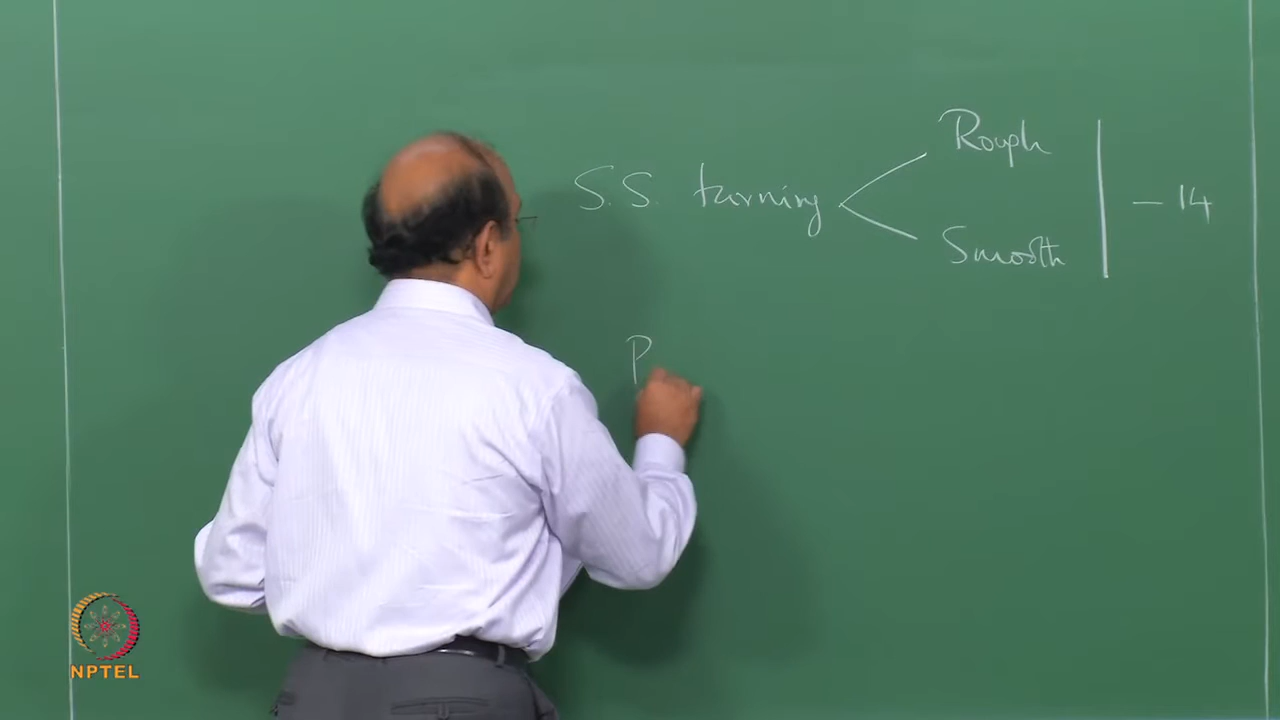 Rough
S.S. turning
— 14
Smooth
P
NPTEL